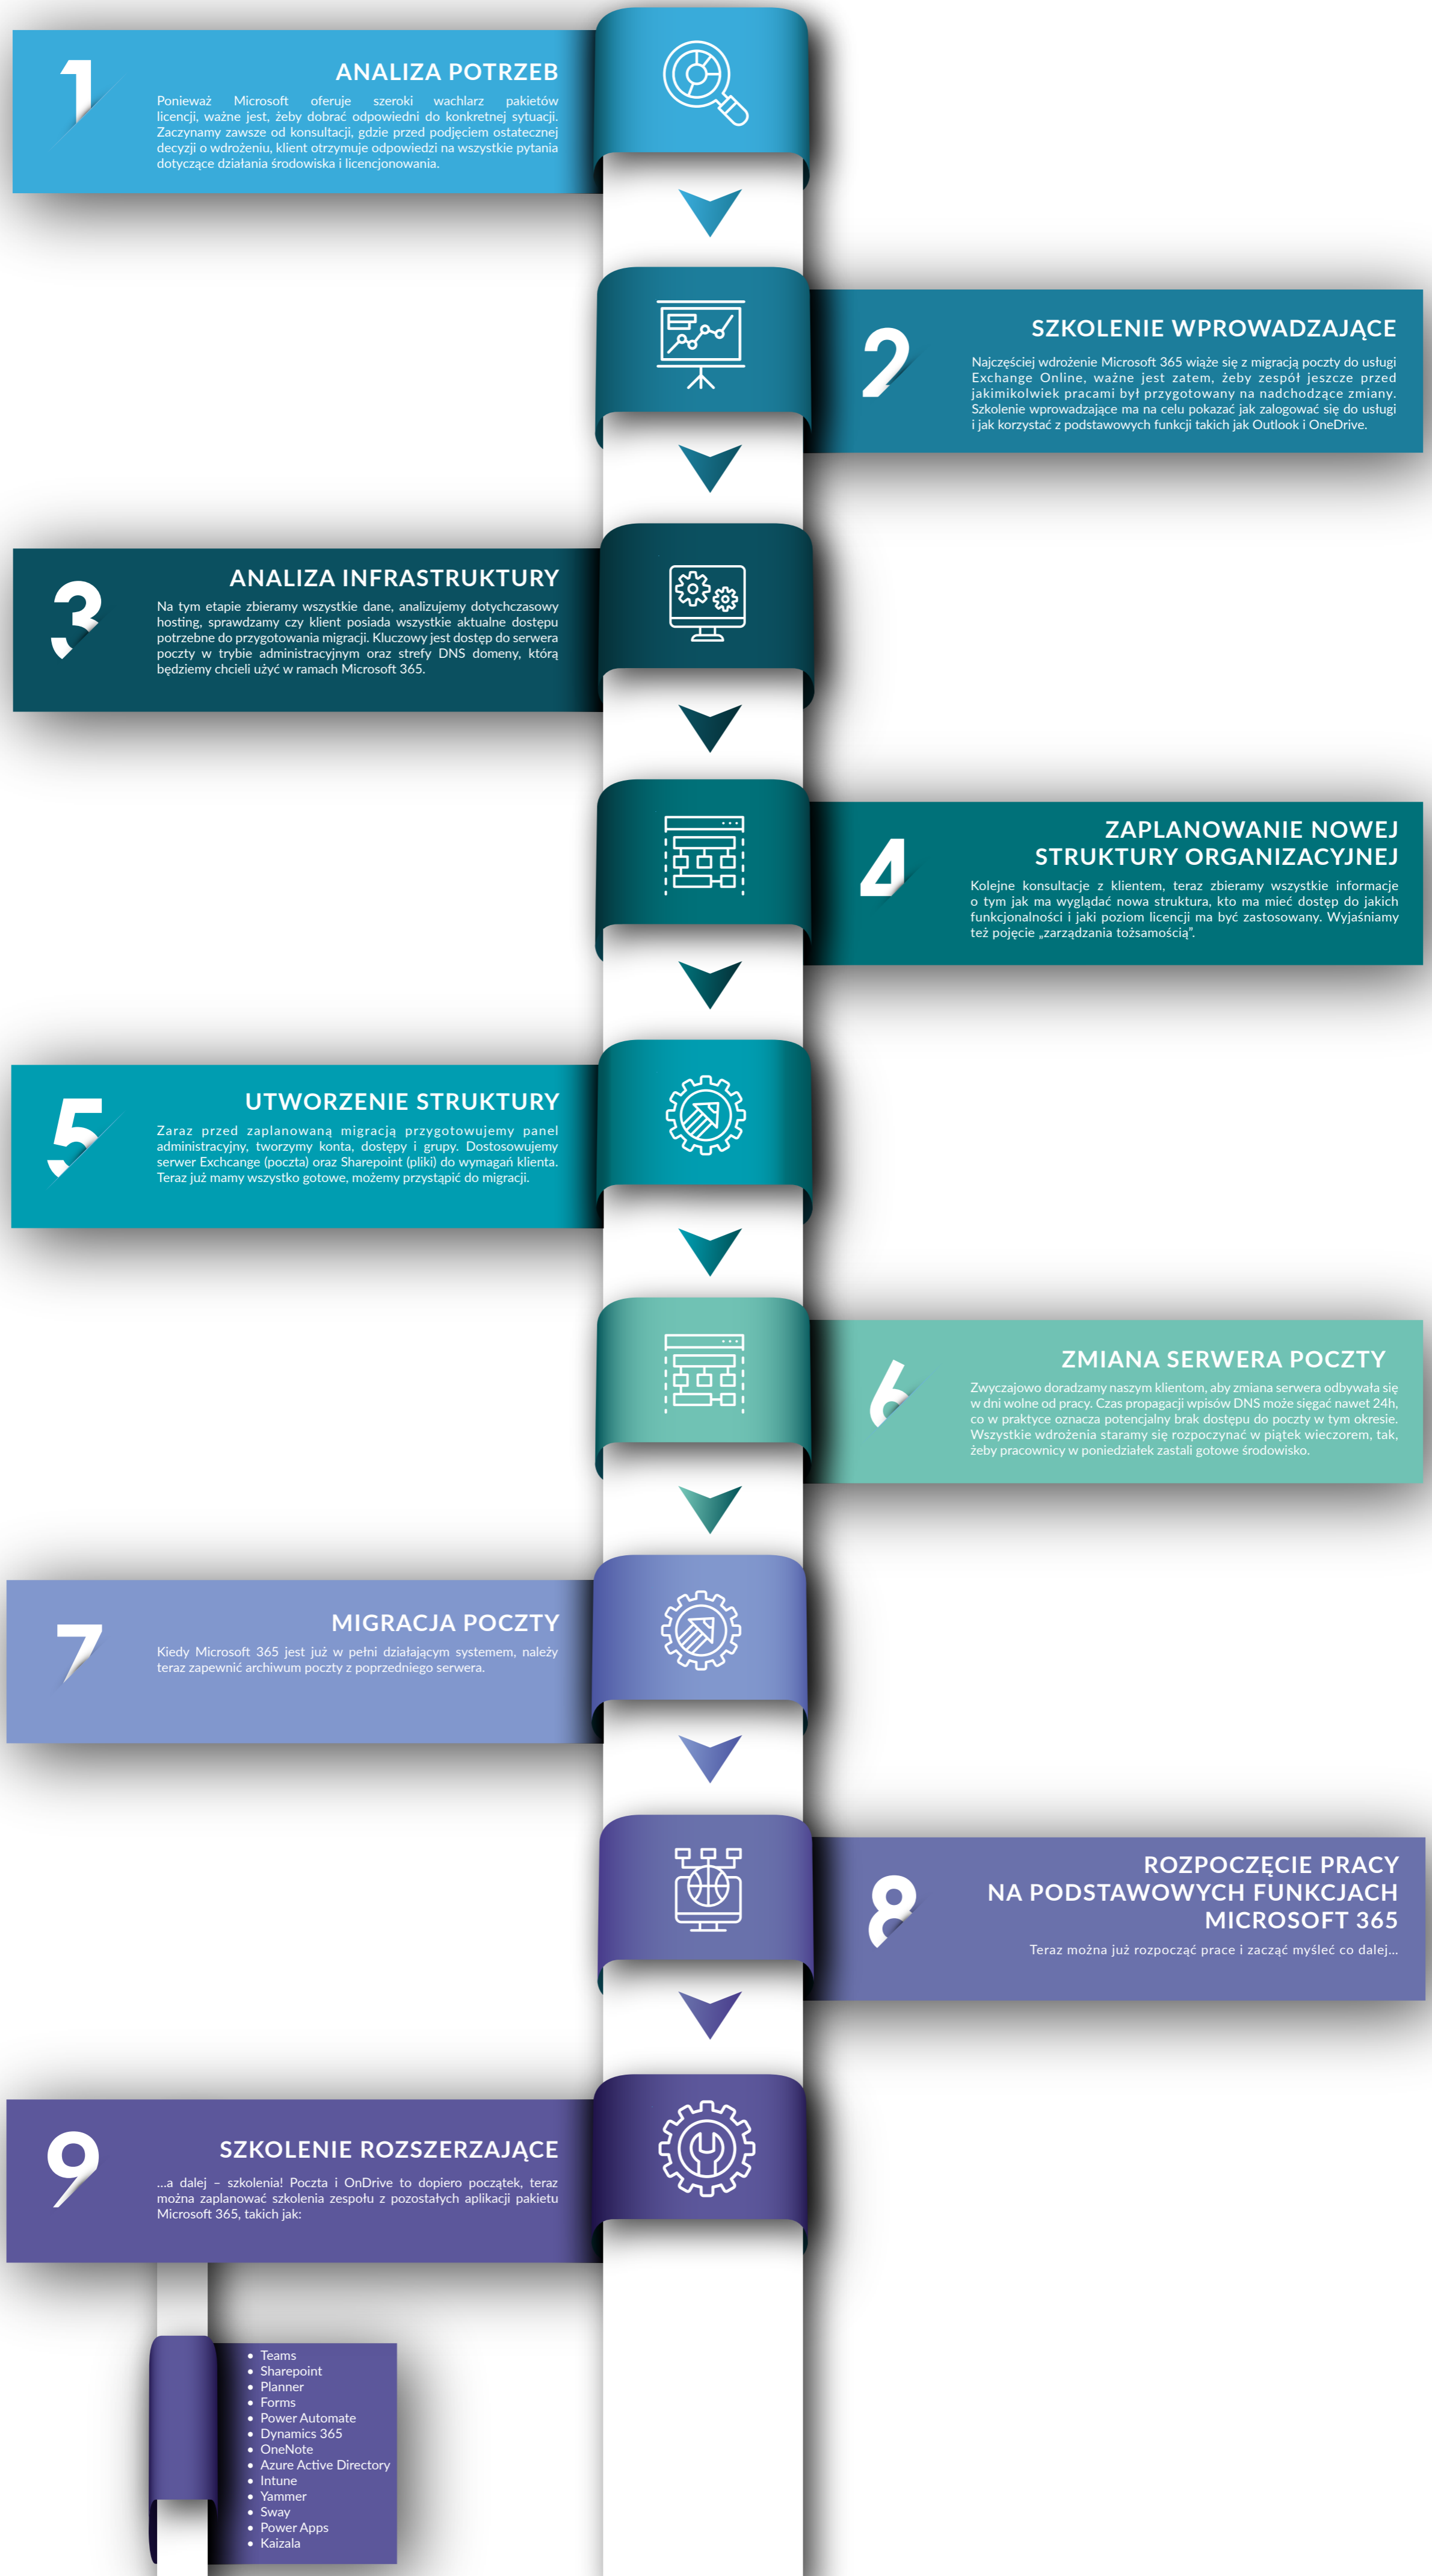 1
ANALIZA POTRZEB
Ponieważ Microsoft oferuje szeroki wachlarz pakietów
licencji, ważne jest, żeby dobrać odpowiedni do konkretnej sytuacji.
Zaczynamy zawsze od konsultacji, gdzie przed podjęciem ostatecznej
decyzji o wdrożeniu, klient otrzymuje odpowiedzi na wszystkie pytania
dotyczące działania środowiska i licencjonowania.
2
SZKOLENIE WPROWADZAJĄCE
Najczęściej wdrożenie Microsoft 365 wiąże się z migracją poczty do usługi
Exchange Online, ważne jest zatem, żeby zespół jeszcze przed
jakimikolwiek pracami był przygotowany na nadchodzące zmiany.
Szkolenie wprowadzające ma na celu pokazać jak zalogować się do usługi
i jak korzystać z podstawowych funkcji takich jak Outlook i OneDrive.
3
ANALIZA INFRASTRUKTURY
Na tym etapie zbieramy wszystkie dane, analizujemy dotychczasowy
hosting, sprawdzamy czy klient posiada wszystkie aktualne dostępu
potrzebne do przygotowania migracji. Kluczowy jest dostęp do serwera
poczty w trybie administracyjnym oraz strefy DNS domeny, którą
będziemy chcieli użyć w ramach Microsoft 365.
4
ZAPLANOWANIE NOWEJ
STRUKTURY ORGANIZACYJNEJ
Kolejne konsultacje z klientem, teraz zbieramy wszystkie informacje
o tym jak ma wyglądać nowa struktura, kto ma mieć dostęp do jakich
funkcjonalności i jaki poziom licencji ma być zastosowany. Wyjaśniamy
też pojęcie „zarządzania tożsamością”.
5
UTWORZENIE STRUKTURY
Zaraz przed zaplanowaną migracją przygotowujemy panel
administracyjny, tworzymy konta, dostępy i grupy. Dostosowujemy
serwer Exchcange (poczta) oraz Sharepoint (pliki) do wymagań klienta.
Teraz już mamy wszystko gotowe, możemy przystąpić do migracji.
6
ZMIANA SERWERA POCZTY
Zwyczajowo doradzamy naszym klientom, aby zmiana serwera odbywała się
w dni wolne od pracy. Czas propagacji wpisów DNS może sięgać nawet 24h,
co w praktyce oznacza potencjalny brak dostępu do poczty w tym okresie.
Wszystkie wdrożenia staramy się rozpoczynać w piątek wieczorem, tak,
żeby pracownicy w poniedziałek zastali gotowe środowisko.
7
MIGRACJA POCZTY
Kiedy Microsoft 365 jest już w pełni działającym systemem, należy
teraz zapewnić archiwum poczty z poprzedniego serwera.
8
ROZPOCZĘCIE PRACY
NA PODSTAWOWYCH FUNKCJACH
MICROSOFT 365
Teraz można już rozpocząć prace i zacząć myśleć co dalej...
9
SZKOLENIE ROZSZERZAJĄCE
...a dalej – szkolenia! Poczta i OnDrive to dopiero początek, teraz
można zaplanować szkolenia zespołu z pozostałych aplikacji pakietu
Microsoft 365, takich jak:
• Teams
• Sharepoint
• Planner
• Forms
• Power Automate
• Dynamics 365
• OneNote
• Azure Active Directory
• Intune
• Yammer
• Sway
• Power Apps
• Kaizala